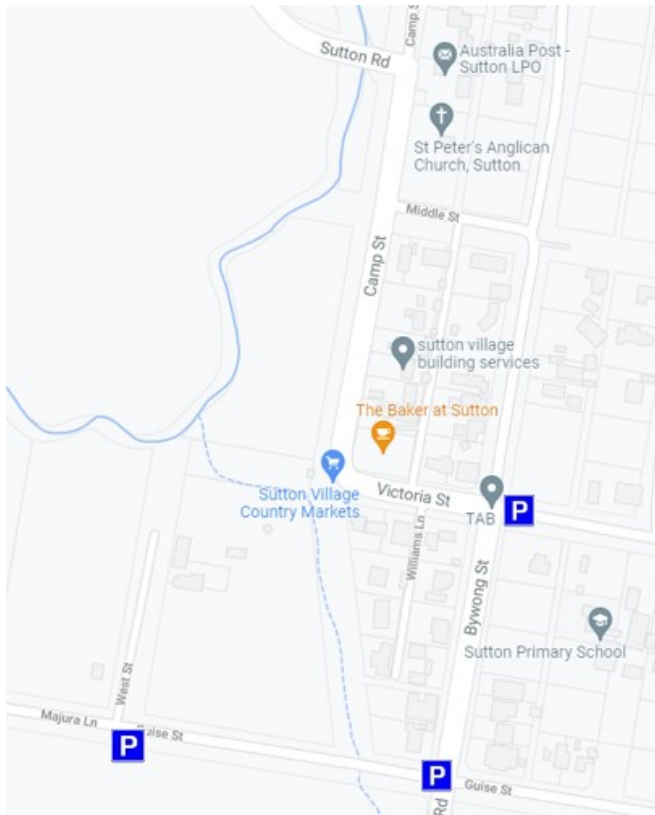 Camp St
Sutton Rd
Australia Post -
Sutton LPO
St Peter's Anglican
Church, Sutton
Middle St
Camp St
sutton village
building services
The Baker at Sutton
Sutton Village
Country Markets
Victoria St
P
TAB
Williams Ln
Bywong St
Sutton Primary School
West St
Majura Ln
Guise St
P
P
Guise St
Rd